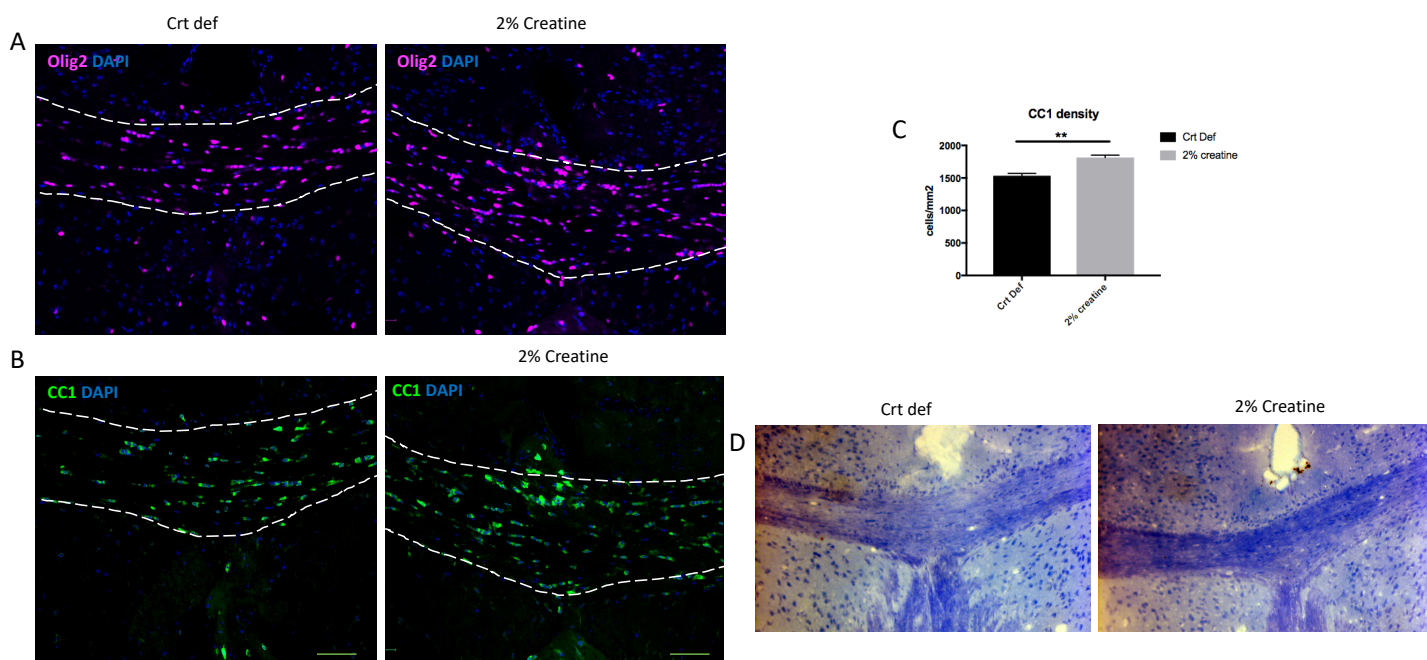 Crt def
2% Creatine
A
Olig2 DAPI
Olig2 DAPI
B
2% Creatine
CC1 DAPI
CC1 DAPI
C
CC1 density
**
Crt Def
2% creatine
cells/mm2
2000
1500
1000
500
0
Crt Def
2% creatine
D
Crt def
2% Creatine